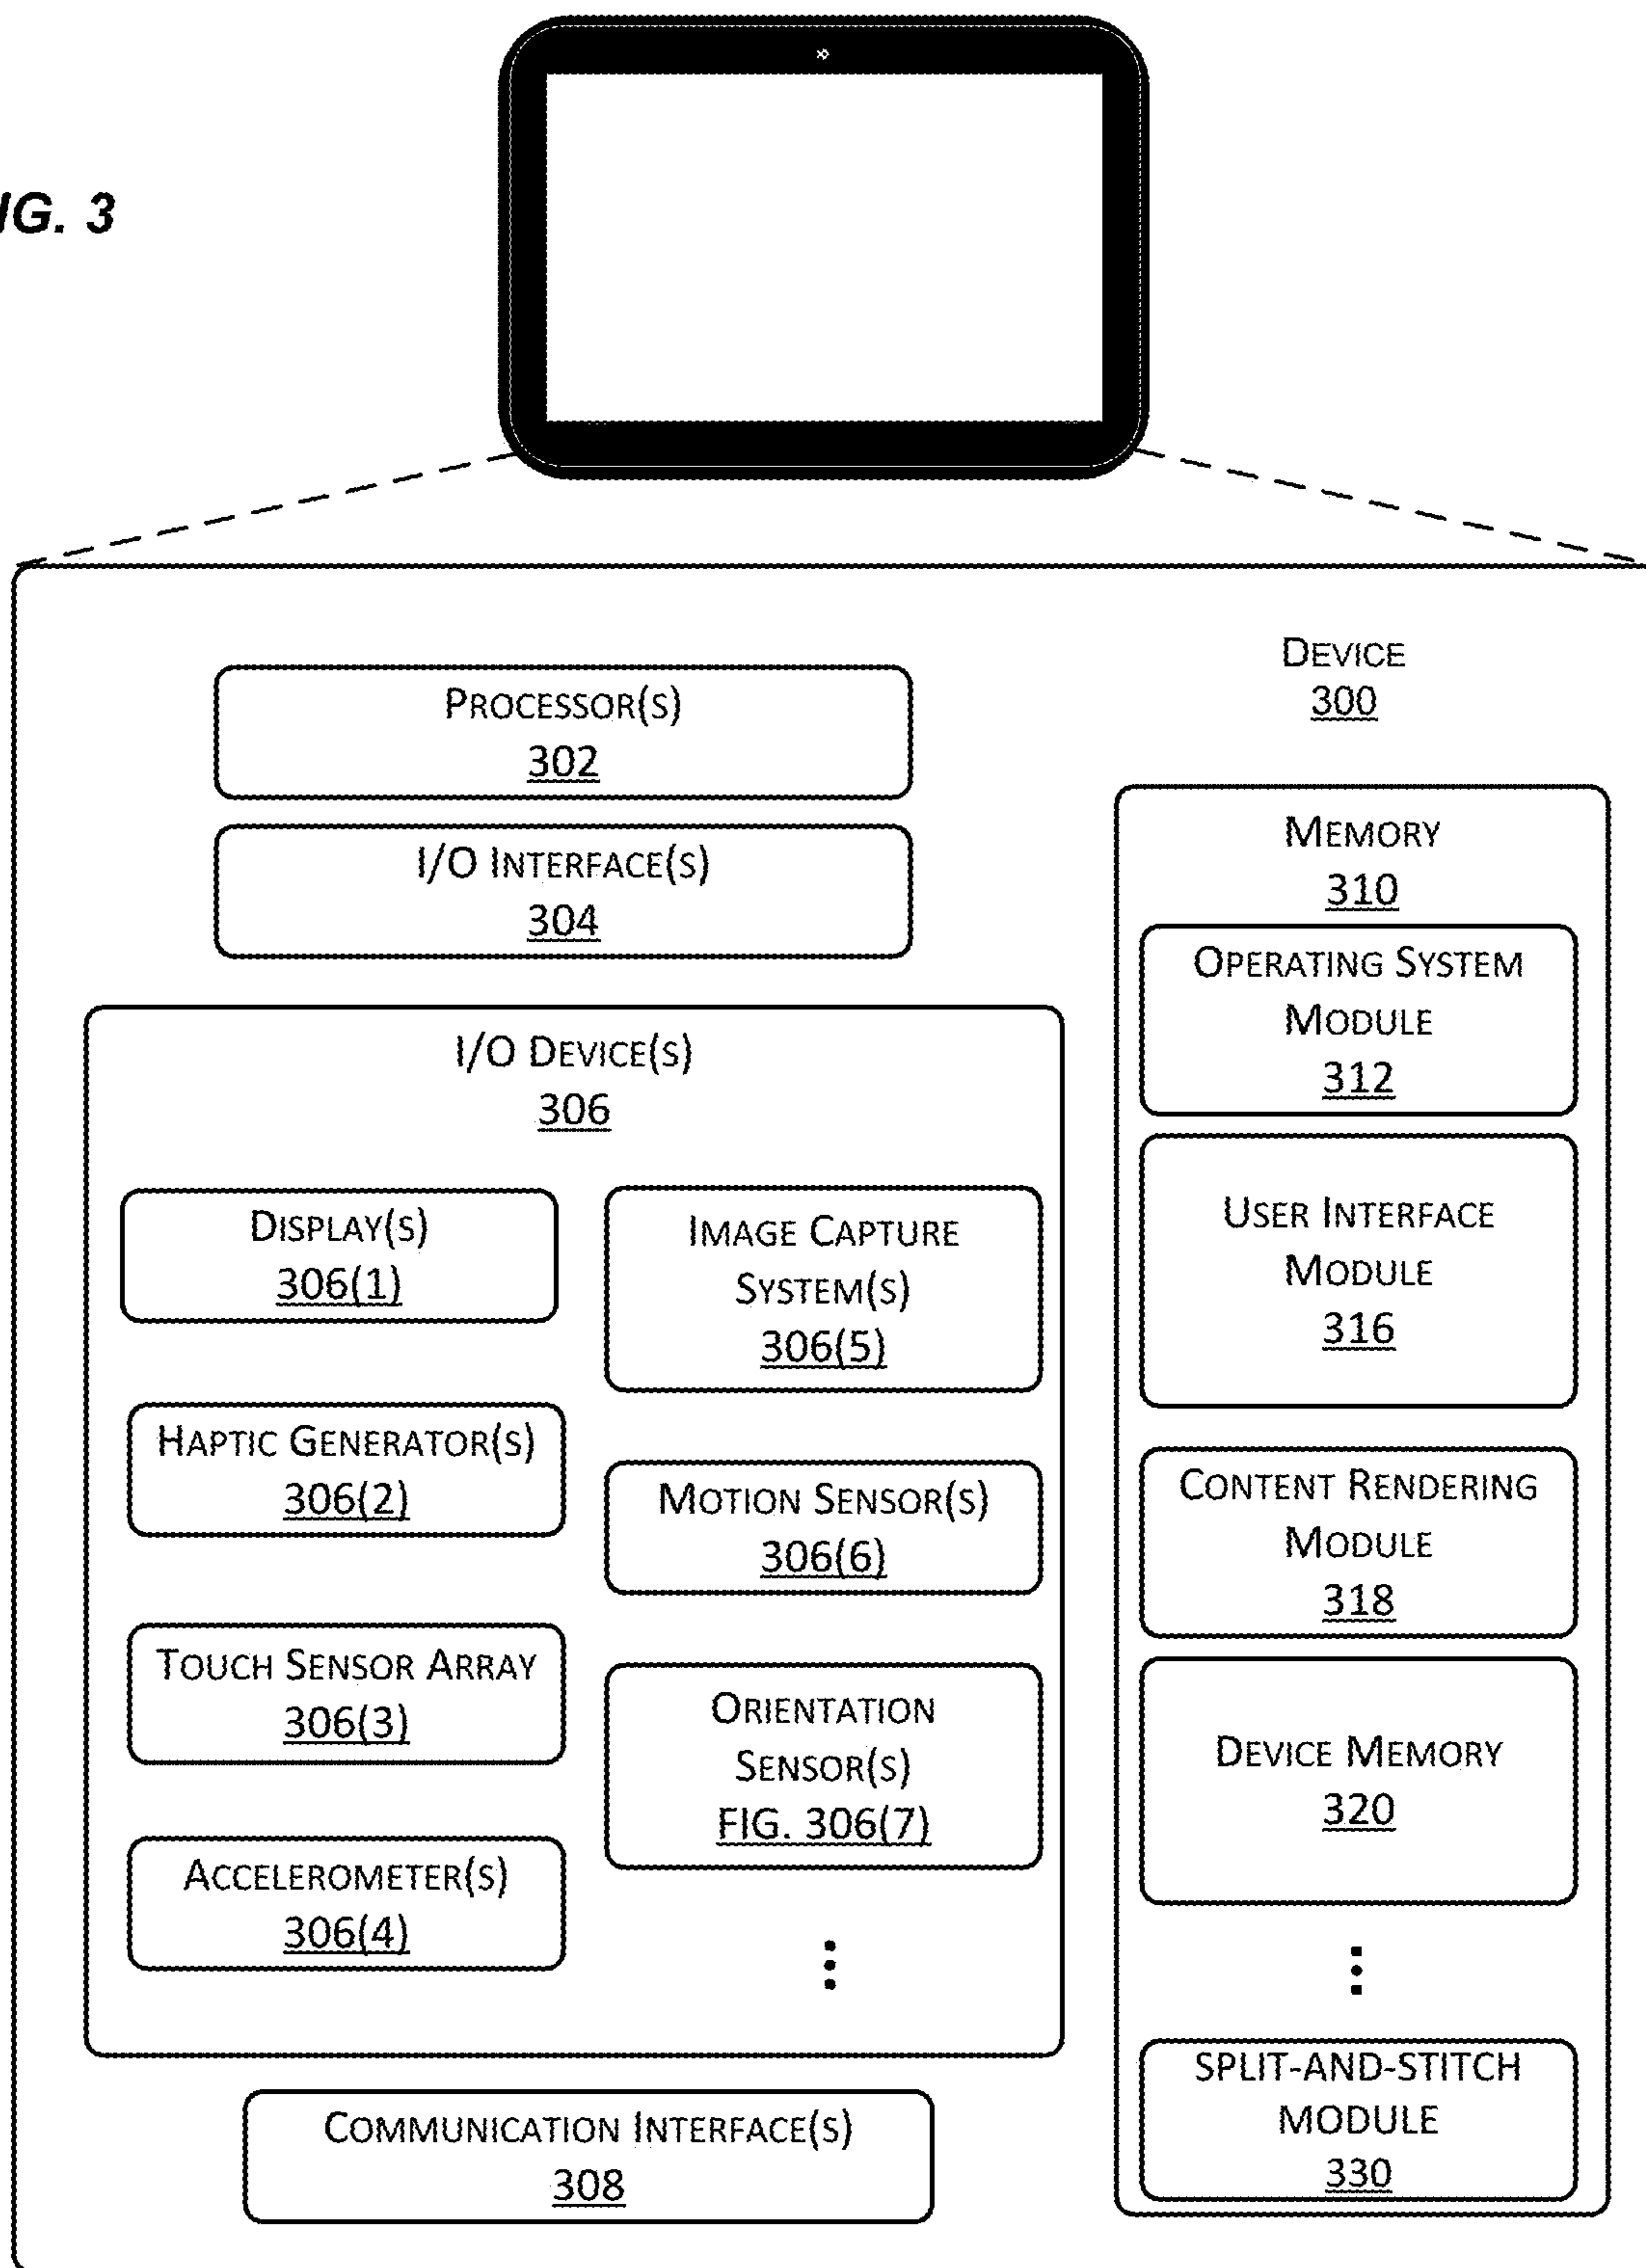 IG. 3
DEVICE
300
PROCESSOR(S)
302
I/O INTERFACE(S)
304
I/O DEVICE(S)
306
DISPLAY(S)
306(1)
HAPTIC GENERATOR(S)
306(2)
TOUCH SENSOR ARRAY
306(3)
ACCELEROMETER(S)
306(4)
IMAGE CAPTURE
SYSTEM(S)
306(5)
MOTION SENSOR(S)
306(6)
ORIENTATION
SENSOR(S)
FIG. 306(7)
COMMUNICATION INTERFACE(S)
308
MEMORY
310
OPERATING SYSTEM
MODULE
312
USER INTERFACE
MODULE
316
CONTENT RENDERING
MODULE
318
DEVICE MEMORY
320
SPLIT-AND-STITCH
MODULE
330